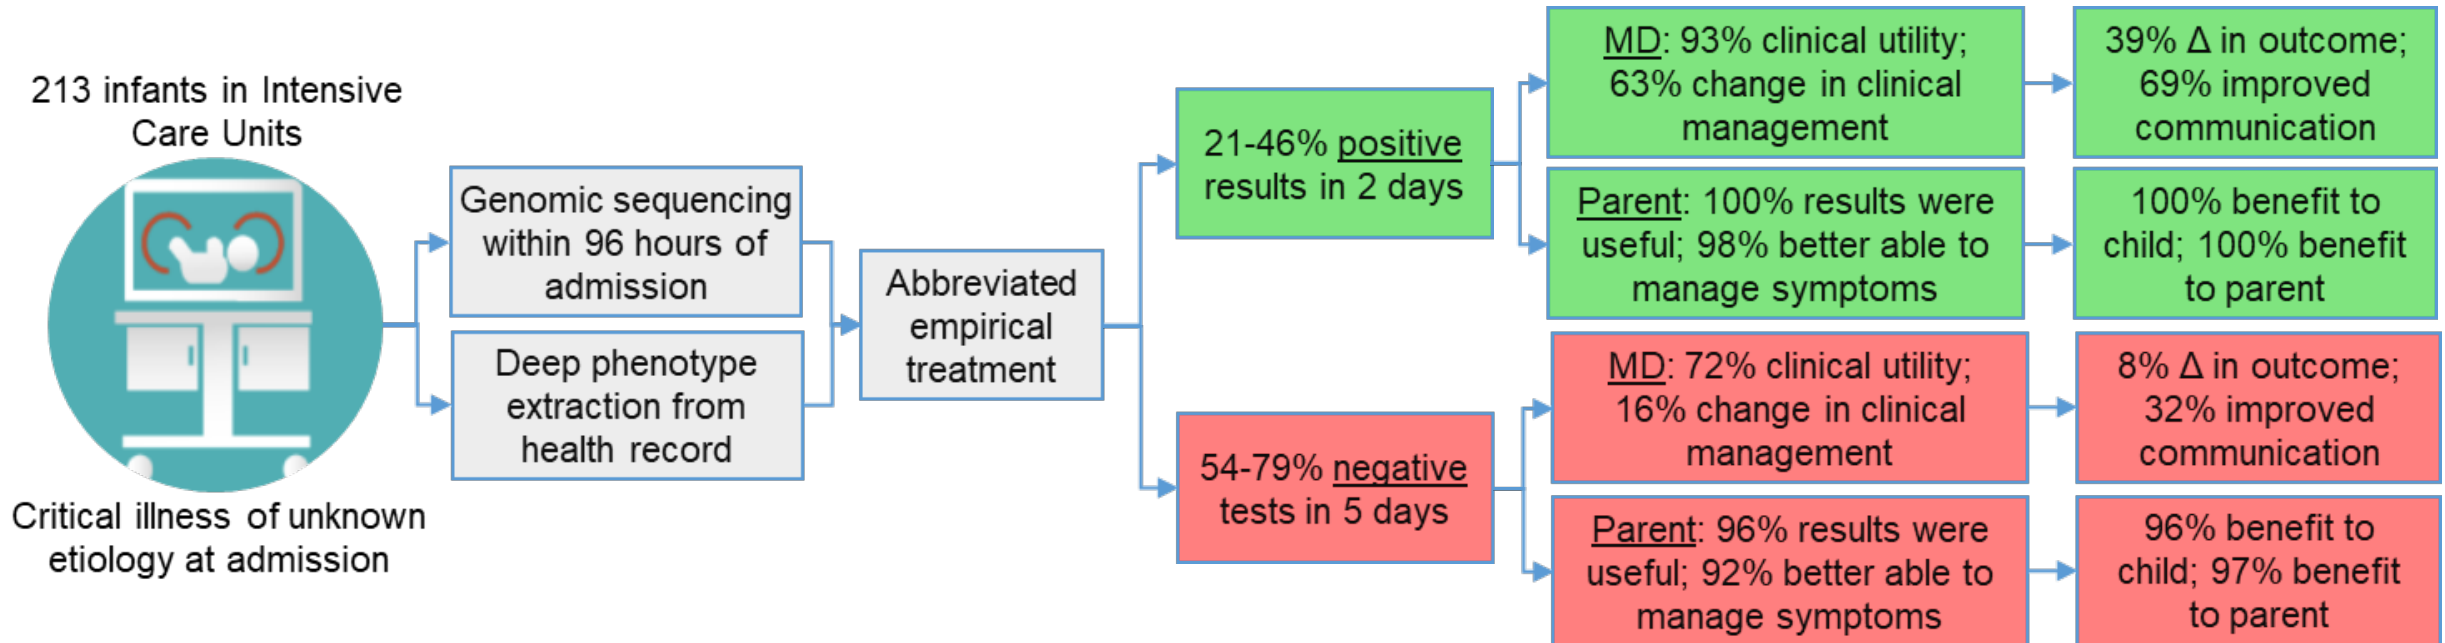 213 infants in Intensive
Care Units
Critical illness of unknown
etiology at admission
Genomic sequencing
within 96 hours of
admission
Deep phenotype
extraction from
health record
Abbreviated
empirical
treatment
21-46% positive
results in 2 days
54-79% negative
tests in 5 days
MD: 93% clinical utility;
63% change in clinical
management
39% Δ in outcome;
69% improved
communication
Parent: 100% results were
useful; 98% better able to
manage symptoms
100% benefit to
child; 100% benefit
to parent
MD: 72% clinical utility;
16% change in clinical
management
8% Δ in outcome;
32% improved
communication
Parent: 96% results were
useful; 92% better able to
manage symptoms
96% benefit to
child; 97% benefit
to parent